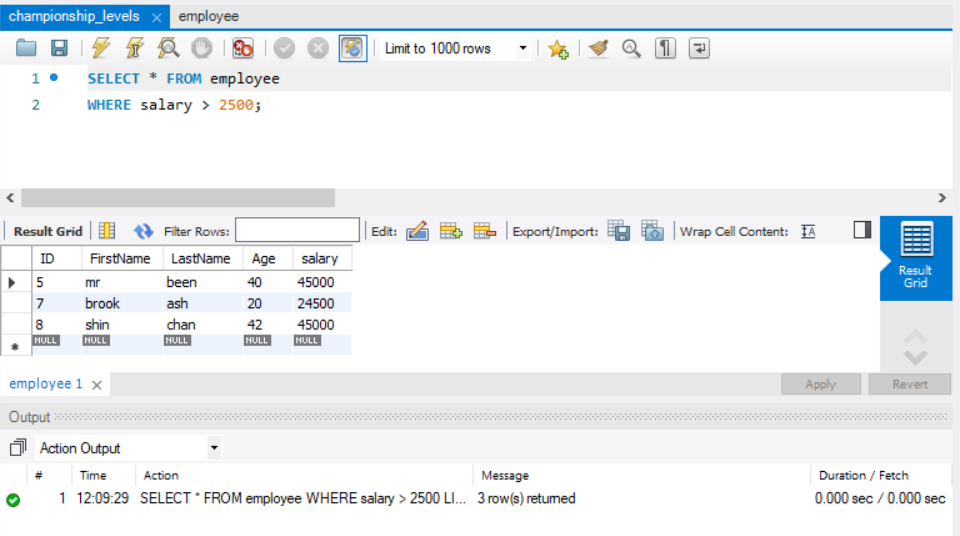 championship_levels × employee
Limit to 1000 rows
1 SELECT * FROM employee
2 WHERE salary > 2500;
Result Grid Filter Rows: Edit: Export/Import: Wrap Cell Content: IA
Result Grid
ID FirstName LastName Age salary
5 mr been 40 45000
7 brook ash 20 24500
8 shin chan 42 45000
NULL NULL NULL NULL NULL
employee 1 × Apply Revert
Output
Action Output
# Time Action Message Duration / Fetch
1 12:09:29 SELECT * FROM employee WHERE salary > 2500 LI... 3 row(s) returned 0.000 sec / 0.000 sec